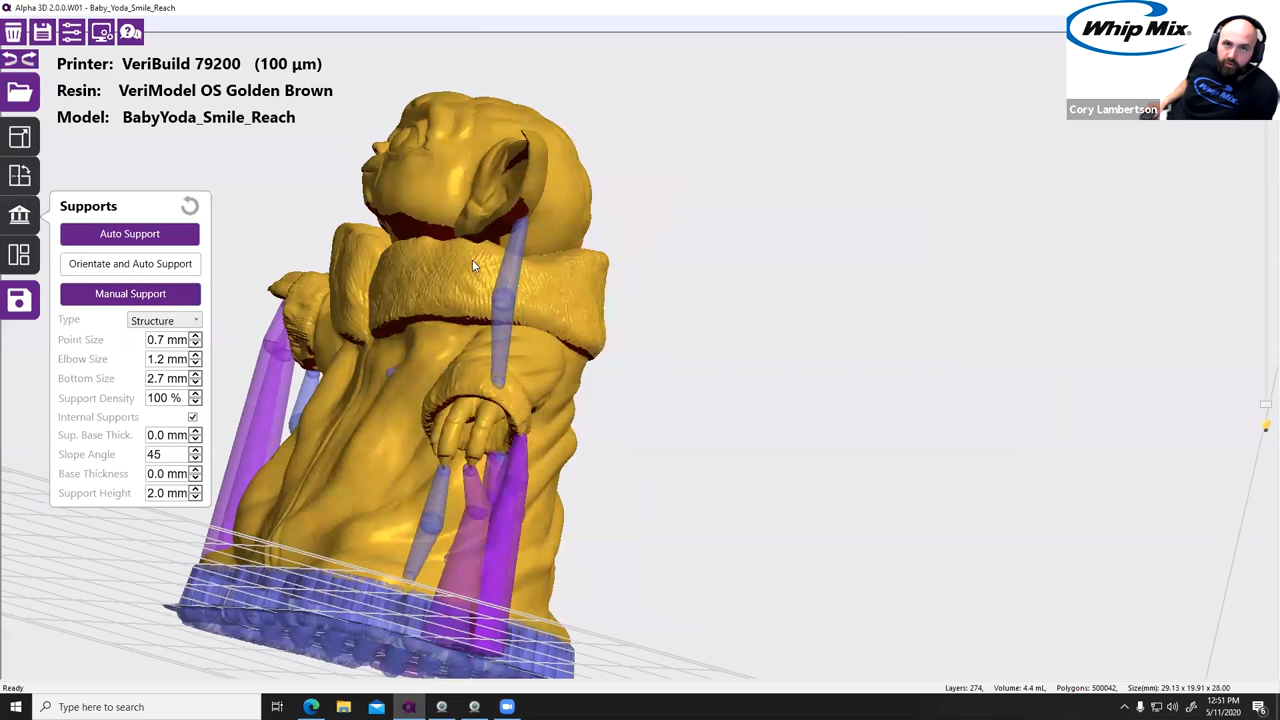 Alpha 3D 2.0.0.W01 - Baby_Yoda_Smile_Reach
Whip Mix
Whip Mix
Cory Lambertson
Printer: VeriBuild 79200 (100 µm)
Resin: VeriModel OS Golden Brown
Model: BabyYoda_Smile_Reach
Supports
Auto Support
Orientate and Auto Support
Manual Support
Type Structure
Point Size 0.7 mm
Elbow Size 1.2 mm
Bottom Size 2.7 mm
Support Density 100 %
Internal Supports
Sup. Base Thick. 0.0 mm
Slope Angle 45
Base Thickness 0.0 mm
Support Height 2.0 mm
Ready
Layers: 274, Volume: 4.4 mL, Polygons: 500042, Size(mm): 29.13 x 19.91 x 28.00
Type here to search
12:51 PM
5/11/2020
6